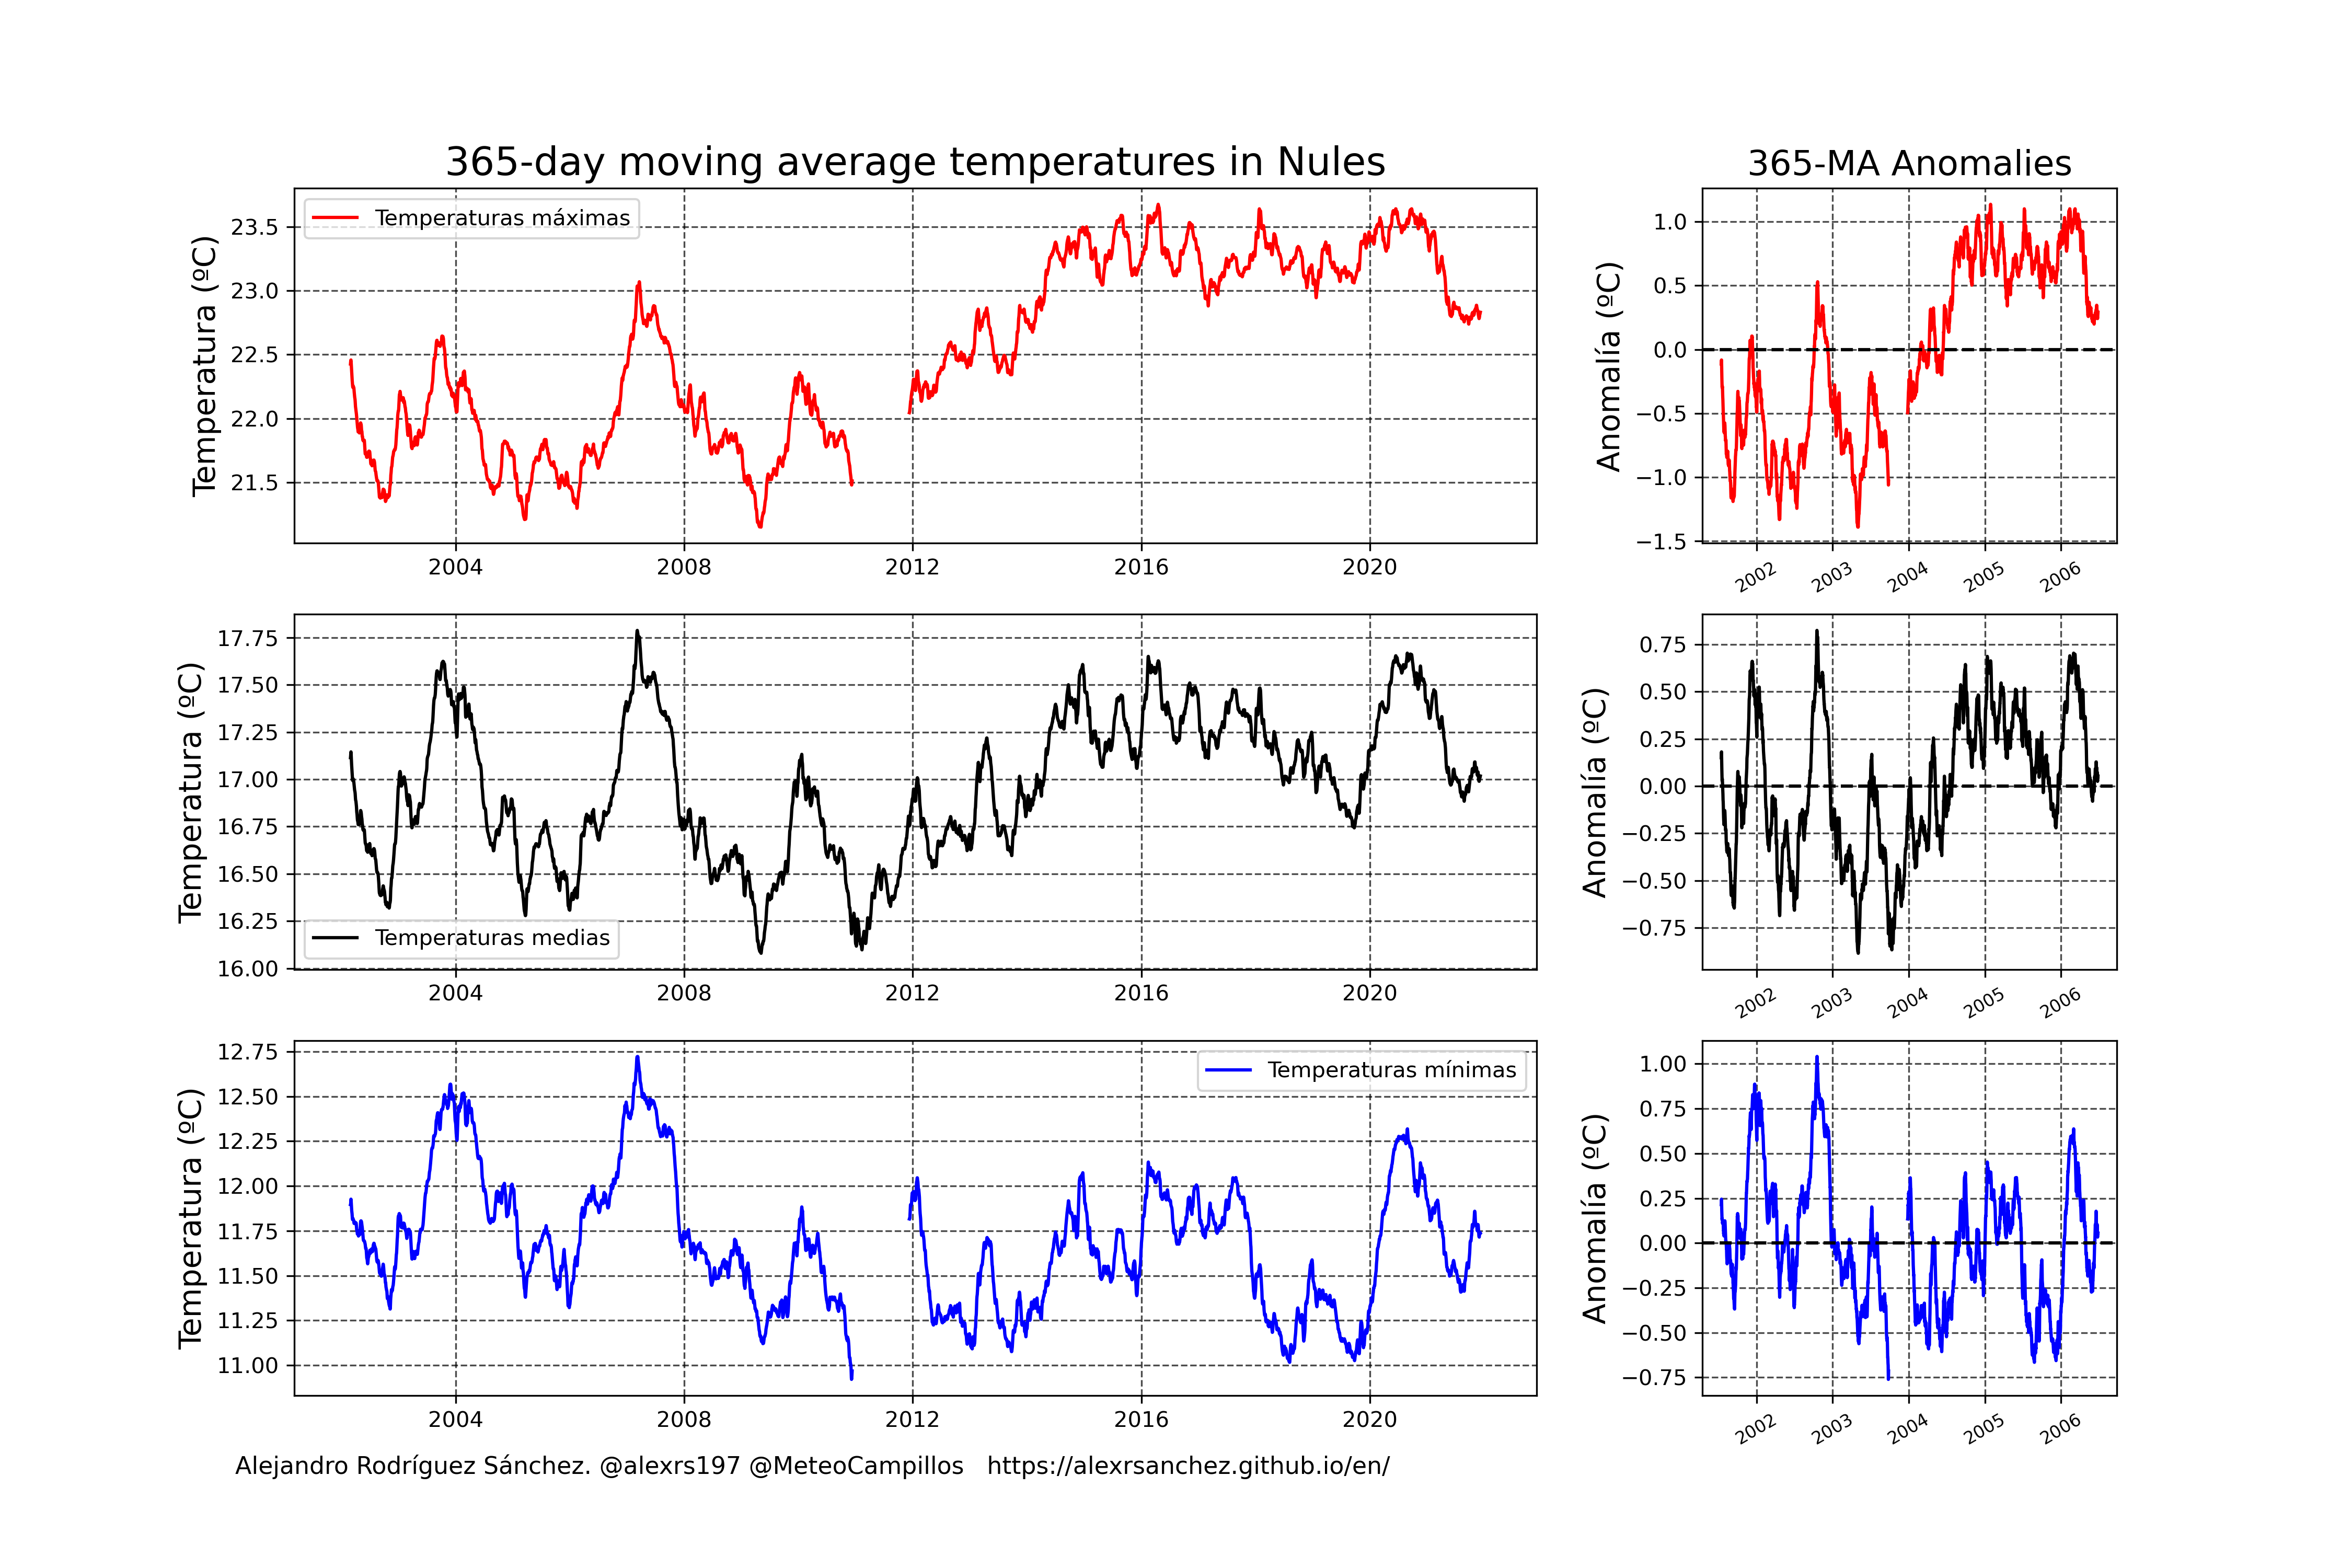 365-day moving average temperatures in Nules
365-MA Anomalies
Temperaturas máximas
Temperatura (ºC)
23.5
23.0
22.5
22.0
21.5
2004 2008 2012 2016 2020
Anomalía (ºC)
1.0
0.5
0.0
−0.5
−1.0
−1.5
2002 2003 2004 2005 2006
Temperatura (ºC)
17.75
17.50
17.25
17.00
16.75
16.50
16.25
16.00
Temperaturas medias
2004 2008 2012 2016 2020
Anomalía (ºC)
0.75
0.50
0.25
0.00
−0.25
−0.50
−0.75
2002 2003 2004 2005 2006
Temperaturas mínimas
Temperatura (ºC)
12.75
12.50
12.25
12.00
11.75
11.50
11.25
11.00
2004 2008 2012 2016 2020
Anomalía (ºC)
1.00
0.75
0.50
0.25
0.00
−0.25
−0.50
−0.75
2002 2003 2004 2005 2006
Alejandro Rodríguez Sánchez. @alexrs197 @MeteoCampillos https://alexrsanchez.github.io/en/